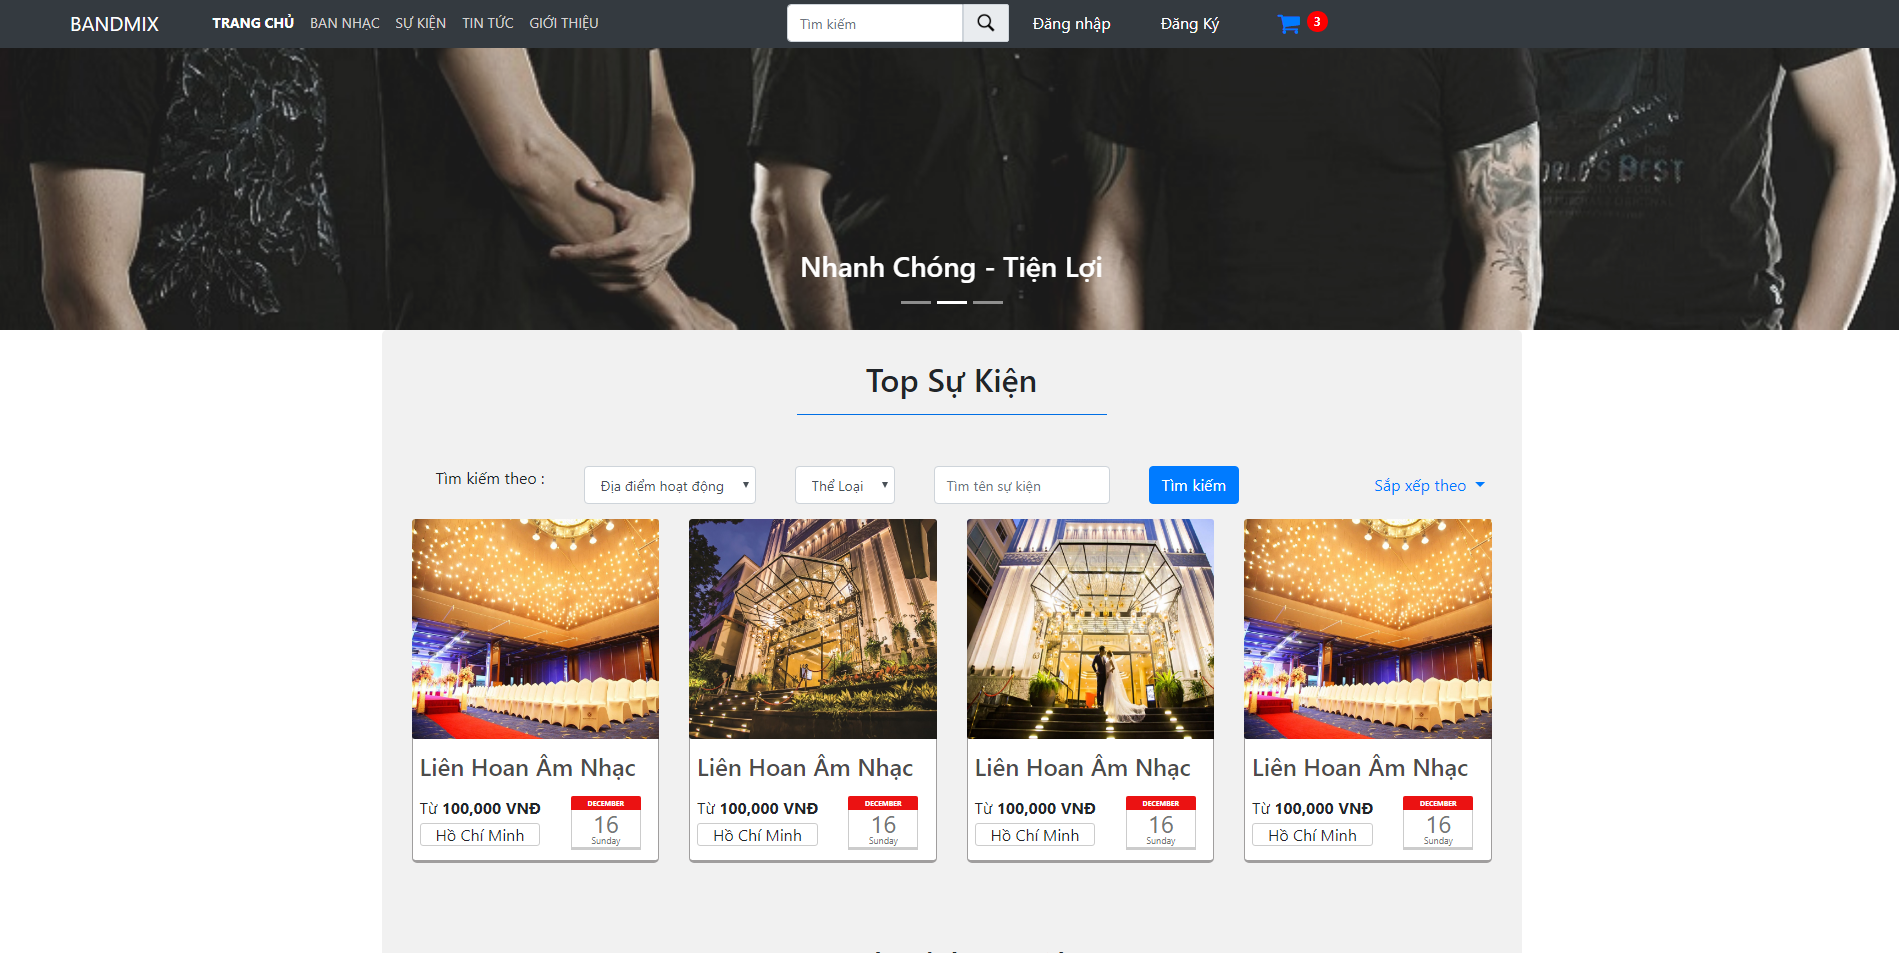 BANDMIX TRANG CHỦ BAN NHẠC SỰ KIỆN TIN TỨC GIỚI THIỆU Tìm kiếm Đăng nhập Đăng Ký 3
WORLD'S BEST
NEW YORK
Nhanh Chóng - Tiện Lợi
Top Sự Kiện
Tìm kiếm theo : Địa điểm hoạt động Thể Loại Tìm tên sự kiện Tìm kiếm Sắp xếp theo
Liên Hoan Âm Nhạc
Từ 100,000 VNĐ
Hồ Chí Minh
DECEMBER
16
Sunday
Liên Hoan Âm Nhạc
Từ 100,000 VNĐ
Hồ Chí Minh
DECEMBER
16
Sunday
Liên Hoan Âm Nhạc
Từ 100,000 VNĐ
Hồ Chí Minh
DECEMBER
16
Sunday
Liên Hoan Âm Nhạc
Từ 100,000 VNĐ
Hồ Chí Minh
DECEMBER
16
Sunday